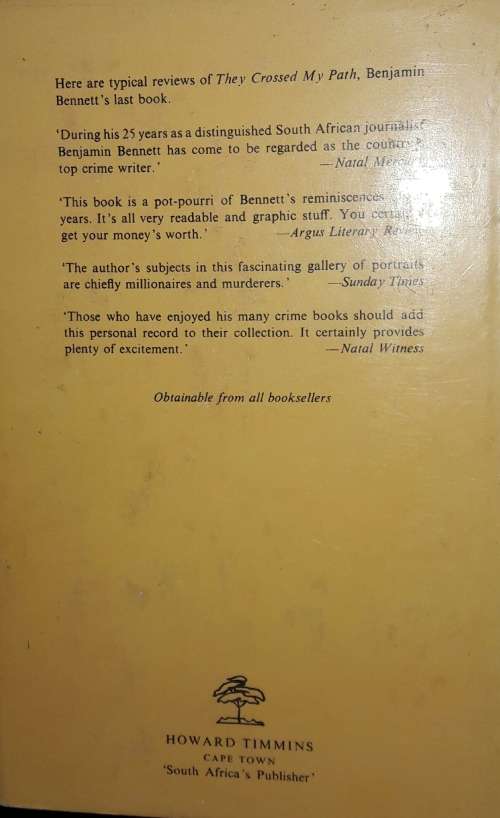 Here are typical reviews of They Crossed My Path, Benjamin
Bennett's last book.
'During his 25 years as a distinguished South African journalist
Benjamin Bennett has come to be regarded as the country's
top crime writer.' —Natal Mercury
'This book is a pot-pourri of Bennett's reminiscences
years. It's all very readable and graphic stuff. You certainly
get your money's worth.' —Argus Literary Review
'The author's subjects in this fascinating gallery of portraits
are chiefly millionaires and murderers.' —Sunday Times
'Those who have enjoyed his many crime books should add
this personal record to their collection. It certainly provides
plenty of excitement.' —Natal Witness
Obtainable from all booksellers
HOWARD TIMMINS
CAPE TOWN
'South Africa's Publisher'